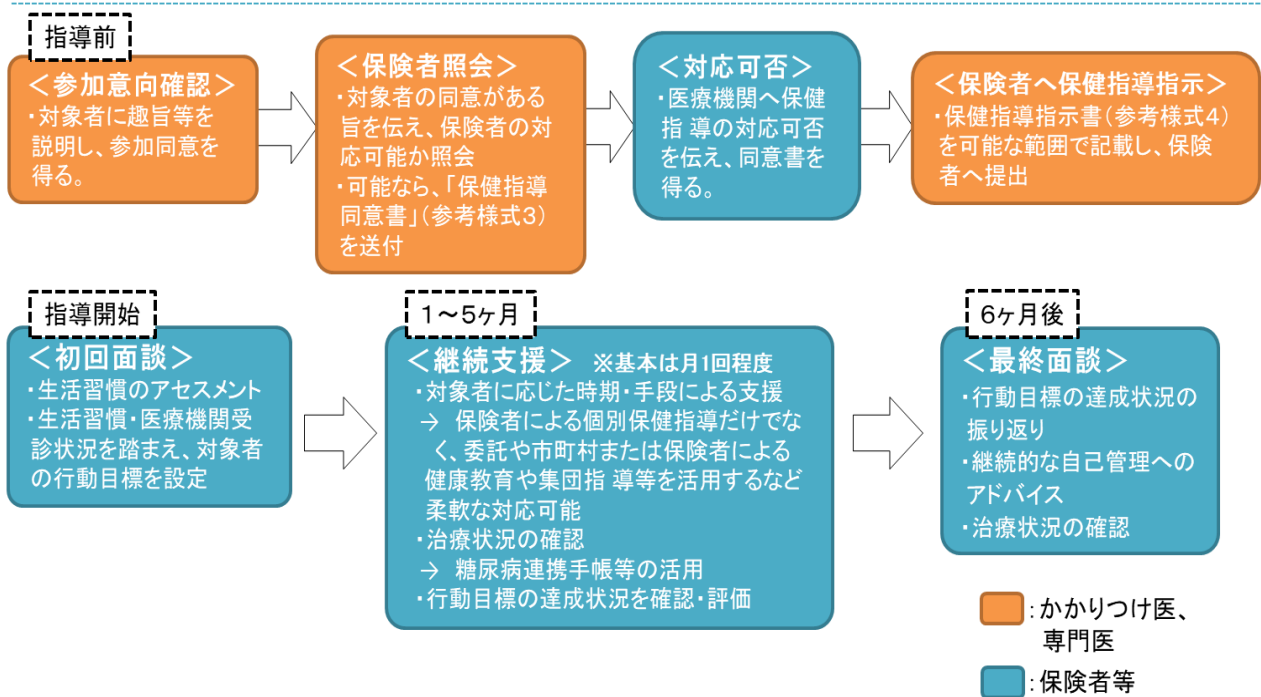 指導前
＜参加意向確認＞
・対象者に趣旨等を
説明し、参加同意を
得る。
＜保険者照会＞
・対象者の同意がある
旨を伝え、保険者の対
応可能か照会
・可能なら、「保健指導
同意書」(参考様式3)
を送付
＜対応可否＞
・医療機関へ保健
指 導の対応可否
を伝え、同意書を
得る。
＜保険者へ保健指導指示＞
・保健指導指示書(参考様式4)
を可能な範囲で記載し、保険
者へ提出
指導開始
＜初回面談＞
・生活習慣のアセスメント
・生活習慣・医療機関受
診状況を踏まえ、対象者
の行動目標を設定
1～5ヶ月
＜継続支援＞ ※基本は月1回程度
・対象者に応じた時期・手段による支援
→ 保険者による個別保健指導だけでな
く、委託や市町村または保険者による
健康教育や集団指 導等を活用するなど
柔軟な対応可能
・治療状況の確認
→ 糖尿病連携手帳等の活用
・行動目標の達成状況を確認・評価
6ヶ月後
＜最終面談＞
・行動目標の達成状況の
振り返り
・継続的な自己管理への
アドバイス
・治療状況の確認
：かかりつけ医、
専門医
：保険者等